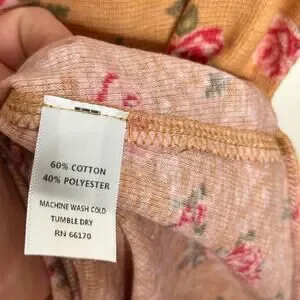 60% COTTON
40% POLYESTER
MACHINE WASH COLD
TUMBLE DRY
RN 66170